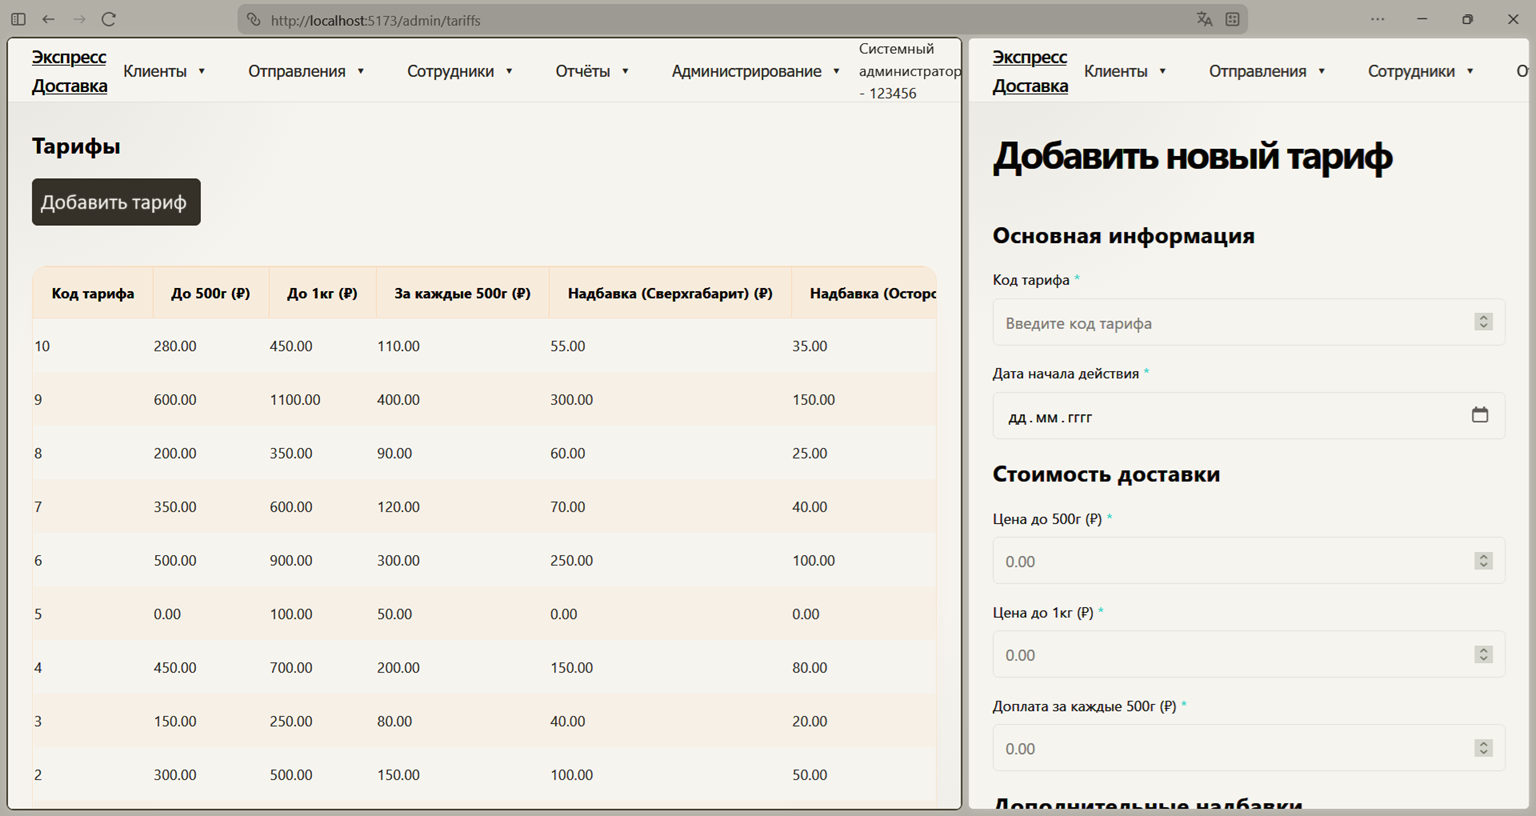 http://localhost:5173/admin/tariffs
Экспресс
Доставка
Клиенты
Отправления
Сотрудники
Отчёты
Администрирование
Системный
администратор
- 123456
Тарифы
Добавить тариф
Код тарифа До 500г (₽) До 1кг (₽) За каждые 500г (₽) Надбавка (Сверхгабарит) (₽) Надбавка (Осторо
10 280.00 450.00 110.00 55.00 35.00
9 600.00 1100.00 400.00 300.00 150.00
8 200.00 350.00 90.00 60.00 25.00
7 350.00 600.00 120.00 70.00 40.00
6 500.00 900.00 300.00 250.00 100.00
5 0.00 100.00 50.00 0.00 0.00
4 450.00 700.00 200.00 150.00 80.00
3 150.00 250.00 80.00 40.00 20.00
2 300.00 500.00 150.00 100.00 50.00
Экспресс
Доставка
Клиенты
Отправления
Сотрудники
Добавить новый тариф
Основная информация
Код тарифа *
Введите код тарифа
Дата начала действия *
дд.мм.гггг
Стоимость доставки
Цена до 500г (₽) *
0.00
Цена до 1кг (₽) *
0.00
Доплата за каждые 500г (₽) *
0.00
Дополнительные надбавки